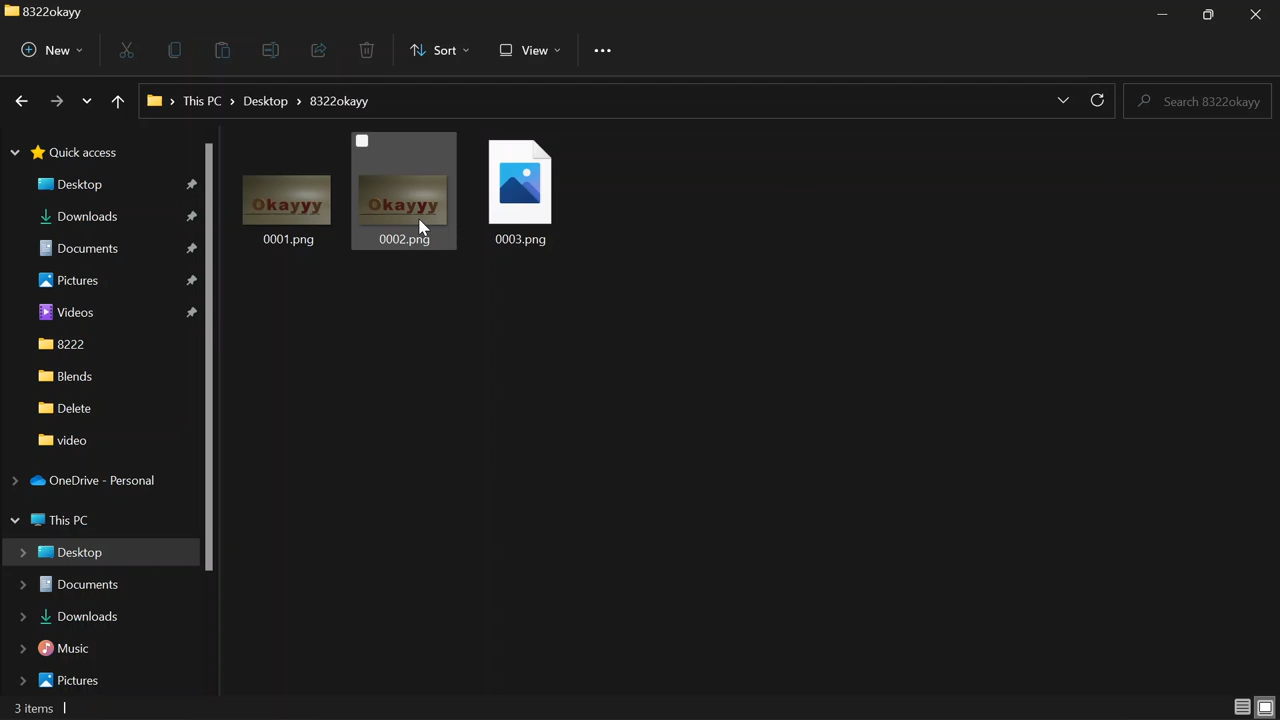 8322okayy
New
Sort
View
This PC
Desktop
8322okayy
Search 8322okayy
Quick access
Desktop
Downloads
Documents
Pictures
Videos
8222
Blends
Delete
video
OneDrive - Personal
This PC
Desktop
Documents
Downloads
Music
Pictures
Okayyy
0001.png
Okayyy
0002.png
0003.png
3 items